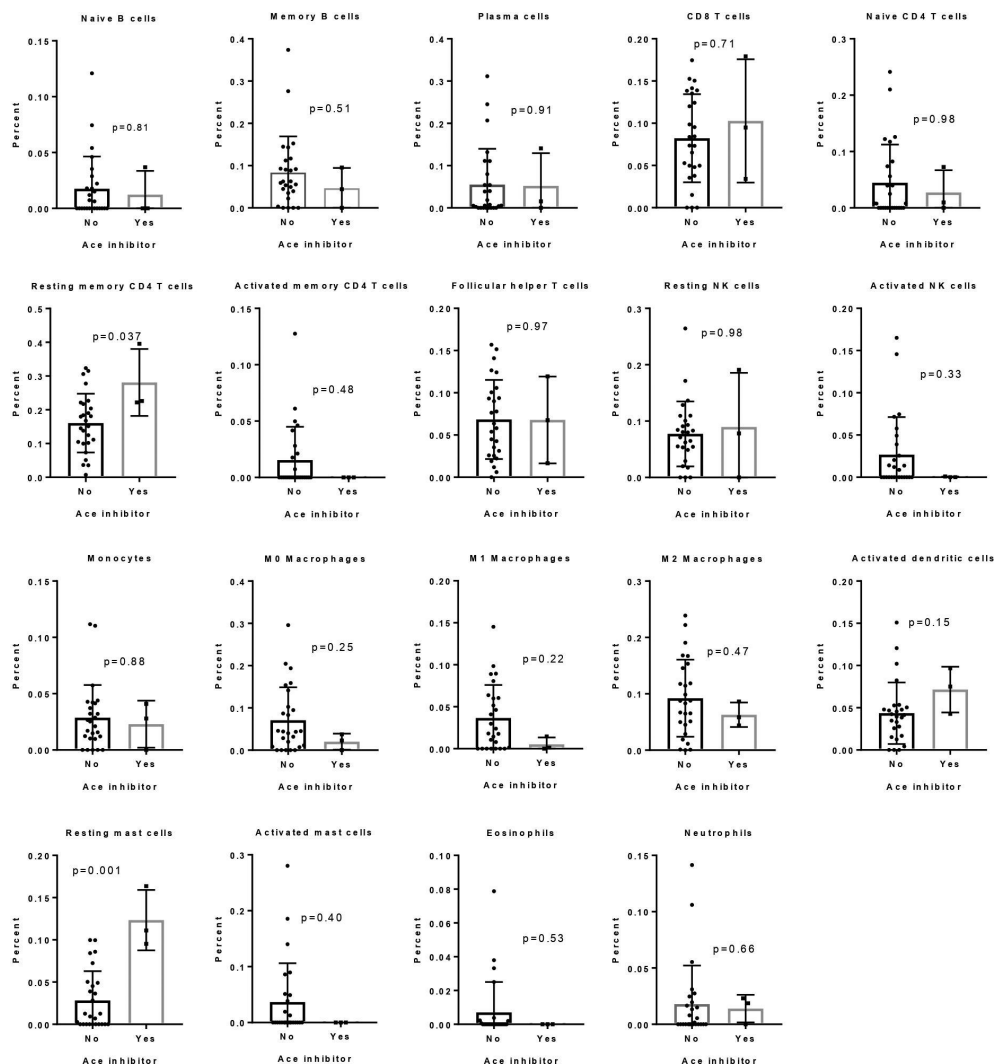 Naive B cells
Memory B cells
Plasma cells
CD8 T cells
Naive CD4 T cells
0.15
0.10
0.05
0.00
Percent
p=0.81
No
Yes
Ace inhibitor
0.4
0.3
0.2
0.1
0.0
Percent
p=0.51
No
Yes
Ace inhibitor
0.4
0.3
0.2
0.1
0.0
Percent
p=0.91
No
Yes
Ace inhibitor
0.20
0.15
0.10
0.05
0.00
Percent
p=0.71
No
Yes
Ace inhibitor
0.3
0.2
0.1
0.0
Percent
p=0.98
No
Yes
Ace inhibitor
Resting memory CD4 T cells
Activated memory CD4 T cells
Follicular helper T cells
Resting NK cells
Activated NK cells
0.5
0.4
0.3
0.2
0.1
0.0
Percent
p=0.037
No
Yes
Ace inhibitor
0.15
0.10
0.05
0.00
Percent
p=0.48
No
Yes
Ace inhibitor
0.20
0.15
0.10
0.05
0.00
Percent
p=0.97
No
Yes
Ace inhibitor
0.3
0.2
0.1
0.0
Percent
p=0.98
No
Yes
Ace inhibitor
0.20
0.15
0.10
0.05
0.00
Percent
p=0.33
No
Yes
Ace inhibitor
Monocytes
M0 Macrophages
M1 Macrophages
M2 Macrophages
Activated dendritic cells
0.15
0.10
0.05
0.00
Percent
p=0.88
No
Yes
Ace inhibitor
0.4
0.3
0.2
0.1
0.0
Percent
p=0.25
No
Yes
Ace inhibitor
0.20
0.15
0.10
0.05
0.00
Percent
p=0.22
No
Yes
Ace inhibitor
0.3
0.2
0.1
0.0
Percent
p=0.47
No
Yes
Ace inhibitor
0.20
0.15
0.10
0.05
0.00
Percent
p=0.15
No
Yes
Ace inhibitor
Resting mast cells
Activated mast cells
Eosinophils
Neutrophils
0.20
0.15
0.10
0.05
0.00
Percent
p=0.001
No
Yes
Ace inhibitor
0.3
0.2
0.1
0.0
Percent
p=0.40
No
Yes
Ace inhibitor
0.10
0.08
0.06
0.04
0.02
0.00
Percent
p=0.53
No
Yes
Ace inhibitor
0.15
0.10
0.05
0.00
Percent
p=0.66
No
Yes
Ace inhibitor